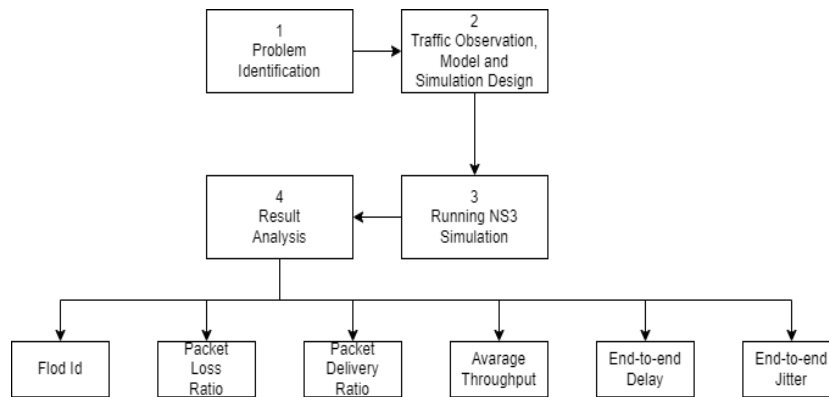 1
Problem
Identification
2
Traffic Observation,
Model and
Simulation Design
4
Result
Analysis
3
Running NS3
Simulation
Flod Id
Packet
Loss
Ratio
Packet
Delivery
Ratio
Avarage
Throughput
End-to-end
Delay
End-to-end
Jitter